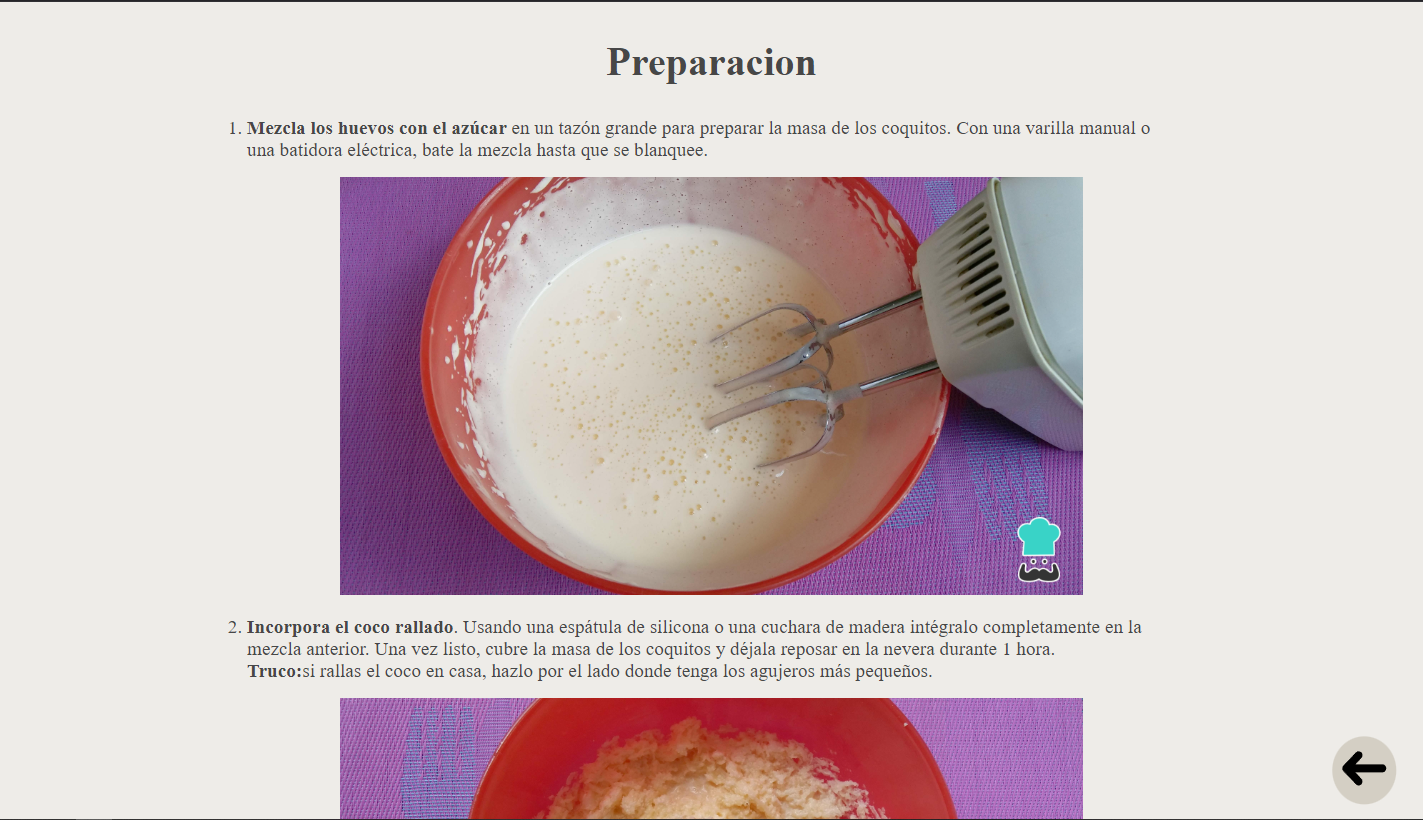 Preparacion
1. Mezcla los huevos con el azúcar en un tazón grande para preparar la masa de los coquitos. Con una varilla manual o
una batidora eléctrica, bate la mezcla hasta que se blanquee.
2. Incorpora el coco rallado. Usando una espátula de silicona o una cuchara de madera intégralo completamente en la
mezcla anterior. Una vez listo, cubre la masa de los coquitos y déjala reposar en la nevera durante 1 hora.
Truco:si rallas el coco en casa, hazlo por el lado donde tenga los agujeros más pequeños.